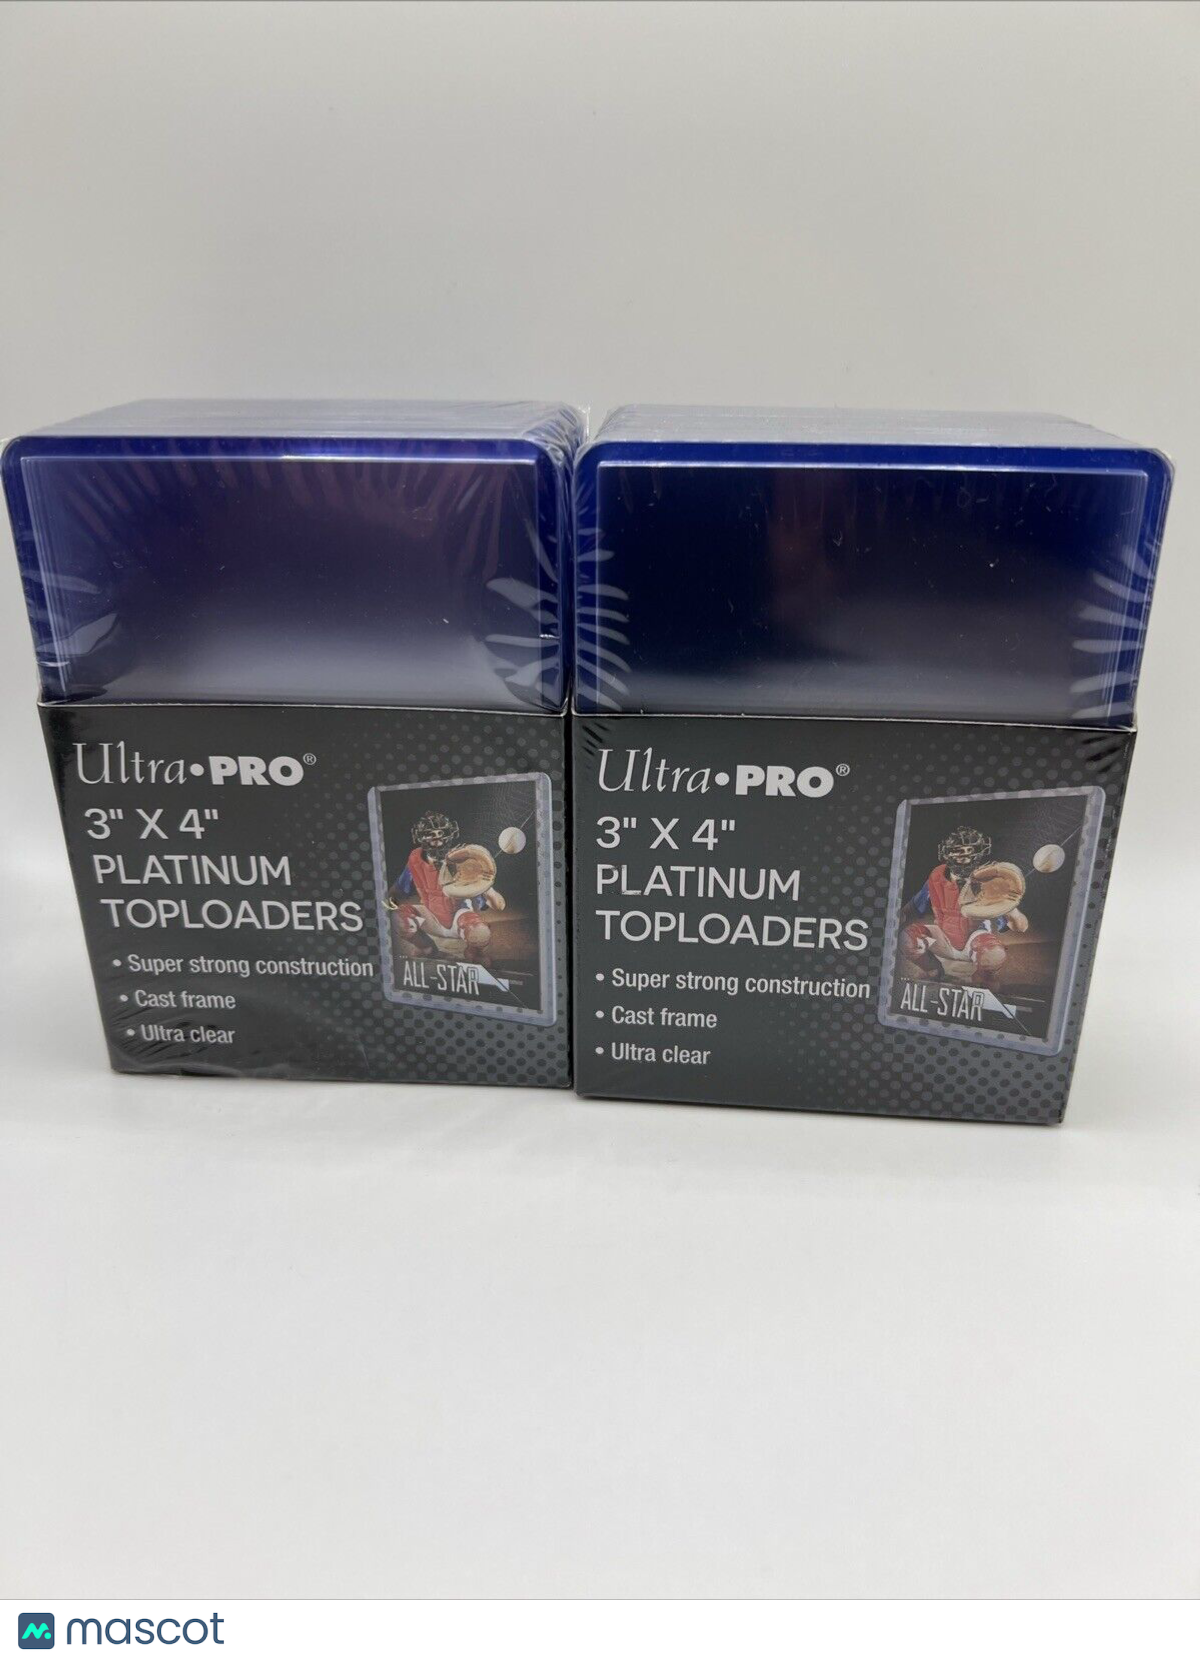 Ultra•PRO®
3" X 4"
PLATINUM
TOPLOADERS
• Super strong construction
• Cast frame
• Ultra clear
ALL-STAR
Ultra•PRO®
3" X 4"
PLATINUM
TOPLOADERS
• Super strong construction
• Cast frame
• Ultra clear
ALL-STAR
mascot